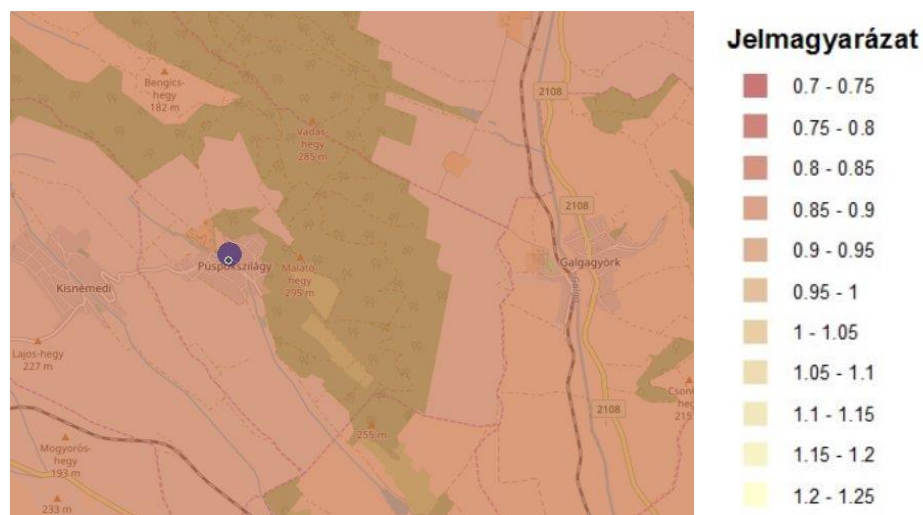 Bengics-
hegy
182 m
2108
Vadas-
hegy
285 m
2108
Püspökszilágy
Malató
hegy
295 m
Galgagyörk
Galga
Kisnémedi
Lajos-hegy
227 m
Mogyorós-
hegy
193 m
255 m
2108
233 m
Jelmagyarázat
0.7 - 0.75
0.75 - 0.8
0.8 - 0.85
0.85 - 0.9
0.9 - 0.95
0.95 - 1
1 - 1.05
1.05 - 1.1
1.1 - 1.15
1.15 - 1.2
1.2 - 1.25